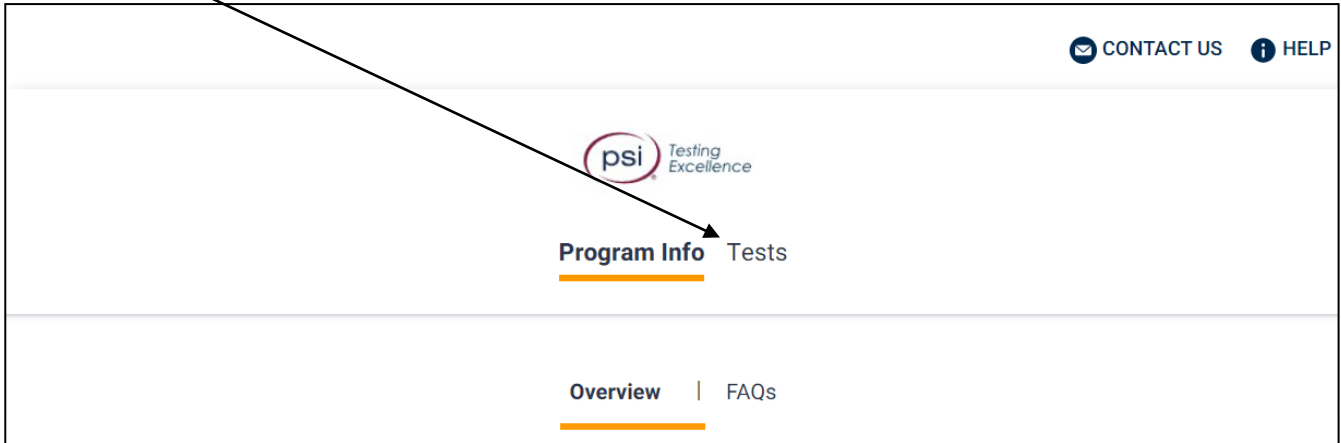 CONTACT US HELP
psi Testing
Excellence
Program Info Tests
Overview | FAQs